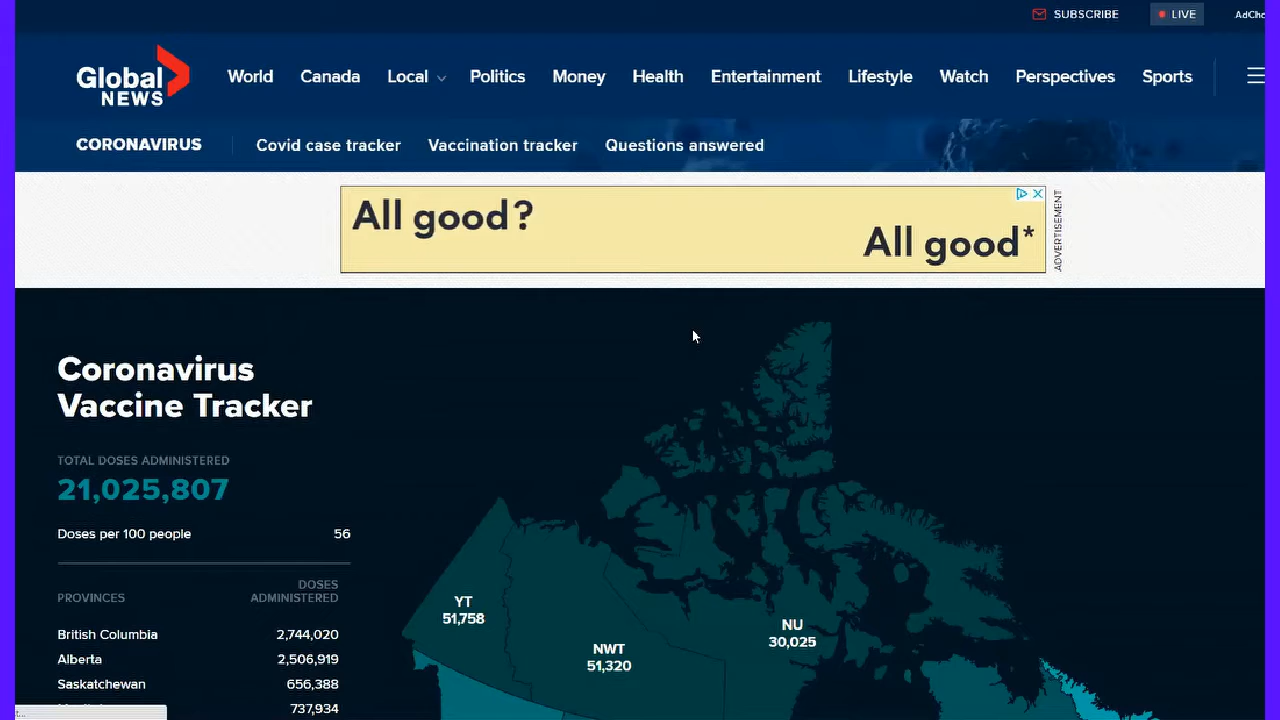 SUBSCRIBE
LIVE
Global
NEWS
World
Canada
Local
Politics
Money
Health
Entertainment
Lifestyle
Watch
Perspectives
Sports
CORONAVIRUS
Covid case tracker
Vaccination tracker
Questions answered
All good?
All good*
ADVERTISEMENT
Coronavirus
Vaccine Tracker
TOTAL DOSES ADMINISTERED
21,025,807
Doses per 100 people 56
PROVINCES
DOSES
ADMINISTERED
British Columbia 2,744,020
Alberta 2,506,919
Saskatchewan 656,388
737,934
YT
51,758
NWT
51,320
NU
30,025